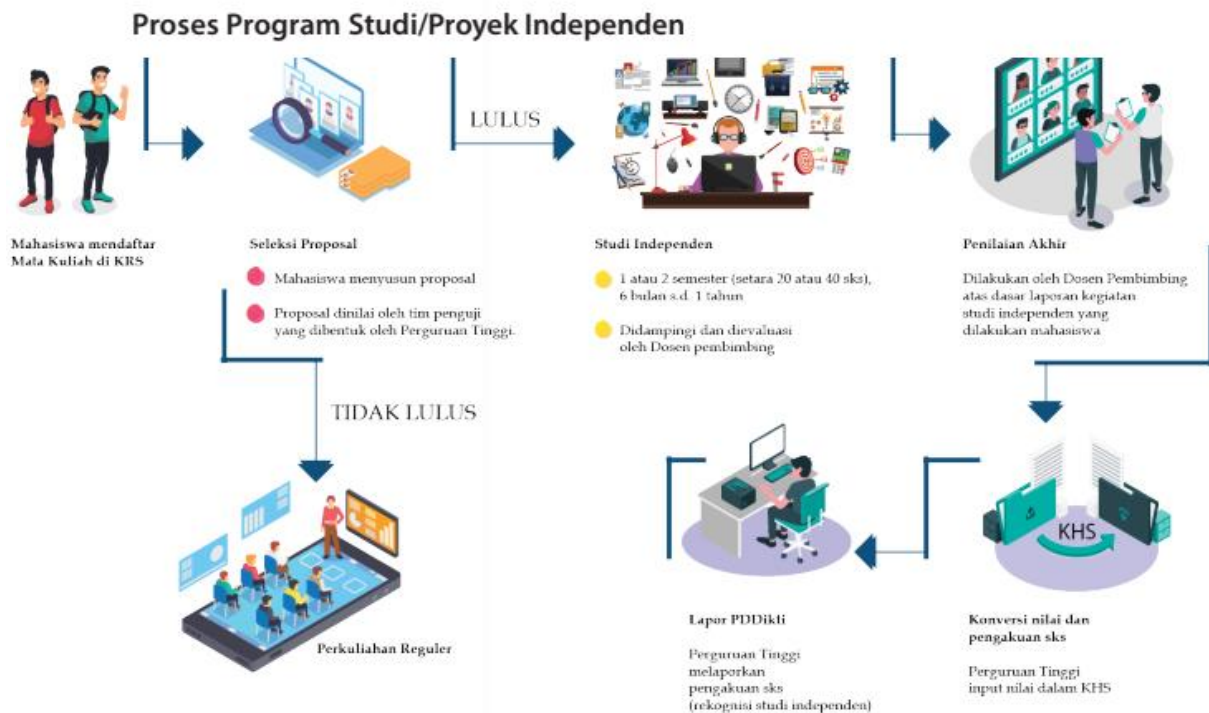 Proses Program Studi/Proyek Independen
LULUS
Mahasiswa mendaftar
Mata Kuliah di KRS
Seleksi Proposal
Mahasiswa menyusun proposal
Proposal dinilai oleh tim penguji
yang dibentuk oleh Perguruan Tinggi.
Studi Independen
1 atau 2 semester (setara 20 atau 40 sks),
6 bulan s.d. 1 tahun
Didampingi dan dievaluasi
oleh Dosen pembimbing
Penilaian Akhir
Dilakukan oleh Dosen Pembimbing
atas dasar laporan kegiatan
studi independen yang
dilakukan mahasiswa
TIDAK LULUS
Perkuliahan Reguler
Lapor PDDikti
Perguruan Tinggi
melaporkan
pengakuan sks
(rekognisi studi independen)
KHS
Konversi nilai dan
pengakuan sks
Perguruan Tinggi
input nilai dalam KHS